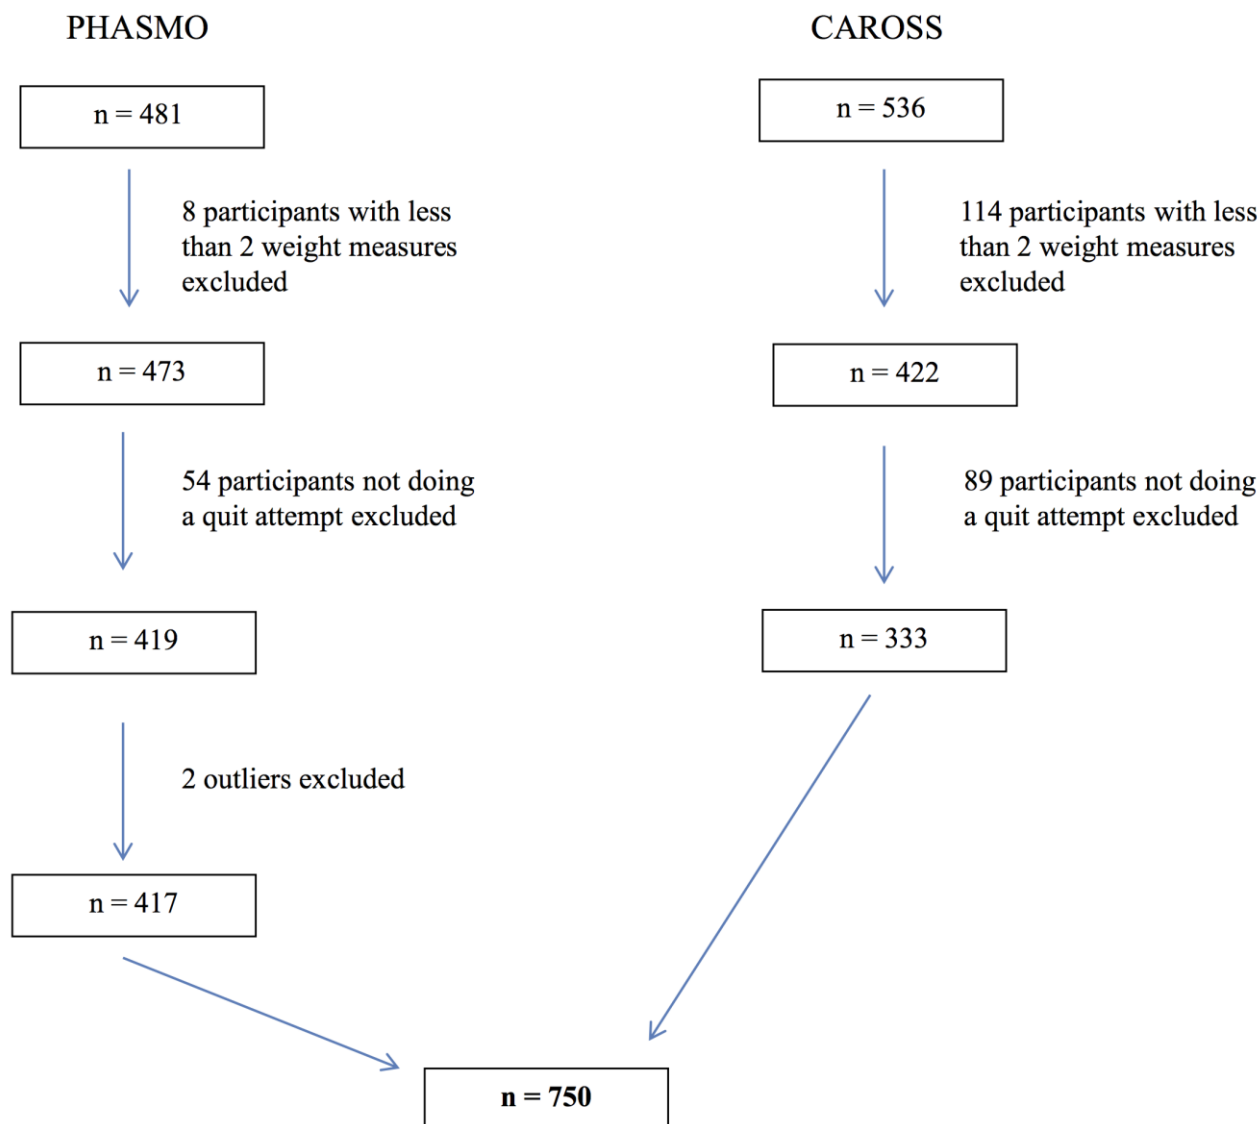 PHASMO
CAROSS
n = 481
n = 536
8 participants with less
than 2 weight measures
excluded
114 participants with less
than 2 weight measures
excluded
n = 473
n = 422
54 participants not doing
a quit attempt excluded
89 participants not doing
a quit attempt excluded
n = 419
n = 333
2 outliers excluded
n = 417
n = 750